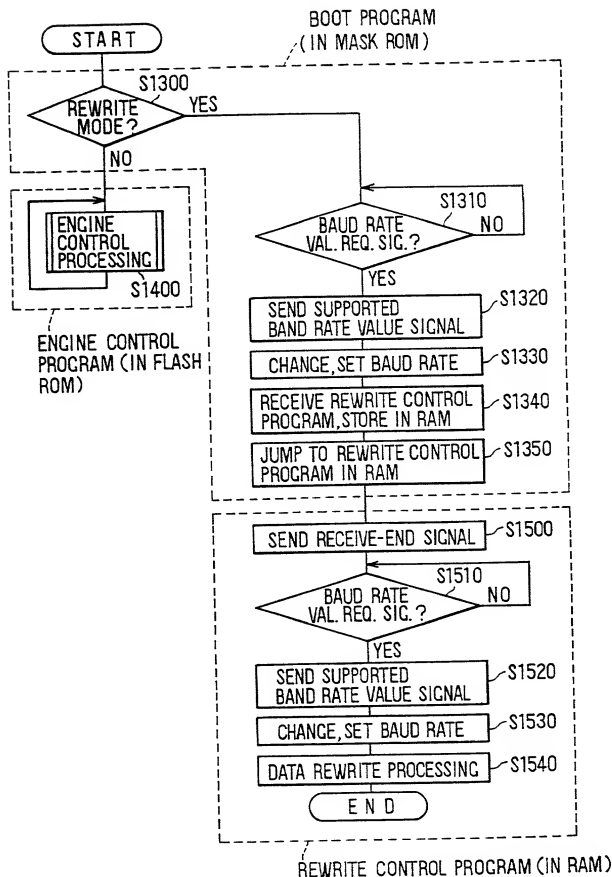 BOOT PROGRAM
(IN MASK ROM)
START
S1300
REWRITE
MODE?
YES
NO
ENGINE
CONTROL
PROCESSING
S1400
ENGINE CONTROL
PROGRAM (IN FLASH
ROM)
S1310
BAUD RATE
VAL. REQ. SIG.?
NO
YES
SEND SUPPORTED
BAND RATE VALUE SIGNAL
S1320
CHANGE, SET BAUD RATE
S1330
RECEIVE REWRITE CONTROL
PROGRAM, STORE IN RAM
S1340
JUMP TO REWRITE CONTROL
PROGRAM IN RAM
S1350
SEND RECEIVE-END SIGNAL
S1500
S1510
BAUD RATE
VAL. REQ. SIG.?
NO
YES
SEND SUPPORTED
BAND RATE VALUE SIGNAL
S1520
CHANGE, SET BAUD RATE
S1530
DATA REWRITE PROCESSING
S1540
END
REWRITE CONTROL PROGRAM (IN RAM)